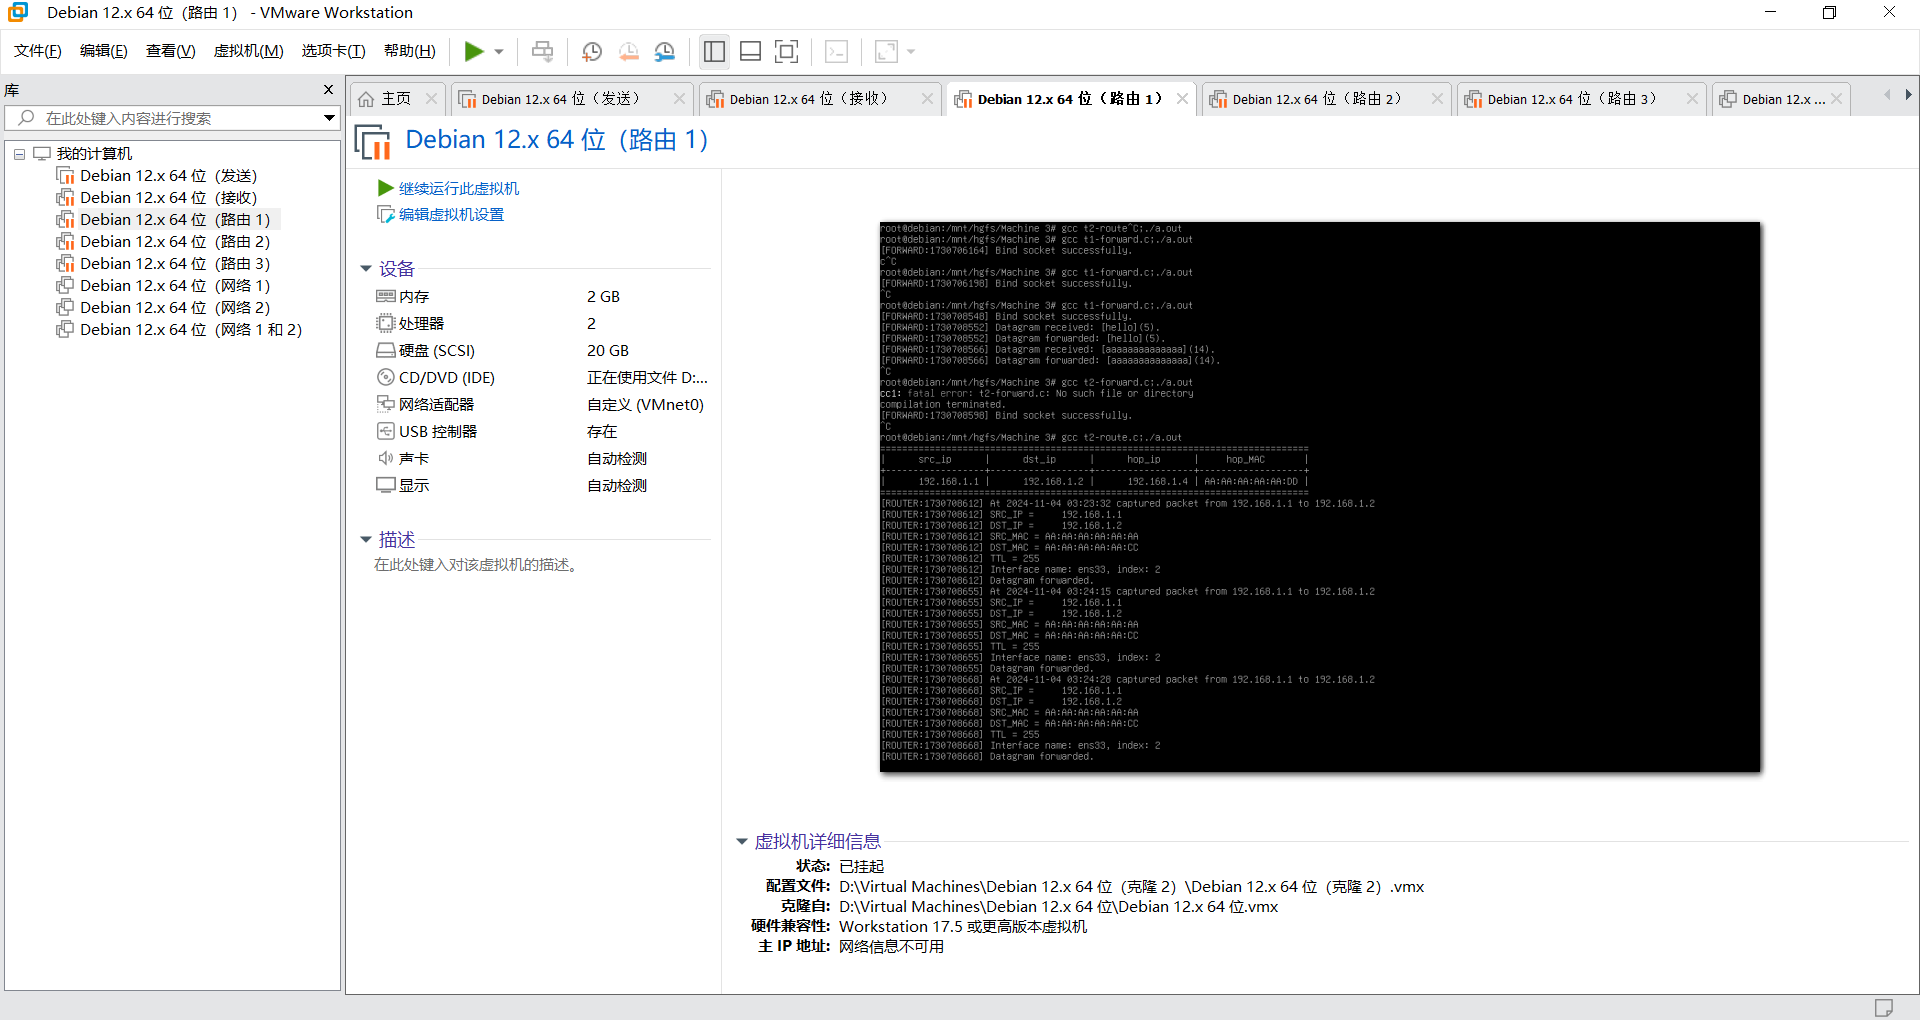 Debian 12.x 64 位（路由 1） - VMware Workstation
文件(F) 编辑(E) 查看(V) 虚拟机(M) 选项卡(T) 帮助(H)
库
在此处键入内容进行搜索
我的计算机
Debian 12.x 64 位（发送）
Debian 12.x 64 位（接收）
Debian 12.x 64 位（路由 1）
Debian 12.x 64 位（路由 2）
Debian 12.x 64 位（路由 3）
Debian 12.x 64 位（网络 1）
Debian 12.x 64 位（网络 2）
Debian 12.x 64 位（网络 1 和 2）
主页 Debian 12.x 64 位（发送） Debian 12.x 64 位（接收） Debian 12.x 64 位（路由 1） Debian 12.x 64 位（路由 2） Debian 12.x 64 位（路由 3） Debian 12.x ...
Debian 12.x 64 位（路由 1）
继续运行此虚拟机
编辑虚拟机设置
设备
内存 2 GB
处理器 2
硬盘 (SCSI) 20 GB
CD/DVD (IDE) 正在使用文件 D:...
网络适配器 自定义 (VMnet0)
USB 控制器 存在
声卡 自动检测
显示 自动检测
描述
在此处键入对该虚拟机的描述。
root@debian:/mnt/hgfs/Machine 3# gcc t2-route^C;./a.out
root@debian:/mnt/hgfs/Machine 3# gcc t1-forward.c;./a.out
[FORWARD:1730706164] Bind socket successfully.
c^C
root@debian:/mnt/hgfs/Machine 3# gcc t1-forward.c;./a.out
[FORWARD:1730706198] Bind socket successfully.
^C
root@debian:/mnt/hgfs/Machine 3# gcc t1-forward.c;./a.out
[FORWARD:1730708548] Bind socket successfully.
[FORWARD:1730708552] Datagram received: [hello](5).
[FORWARD:1730708552] Datagram forwarded: [hello](5).
[FORWARD:1730708566] Datagram received: [aaaaaaaaaaaaaa](14).
[FORWARD:1730708566] Datagram forwarded: [aaaaaaaaaaaaaa](14).
^C
root@debian:/mnt/hgfs/Machine 3# gcc t2-forward.c;./a.out
cc1: fatal error: t2-forward.c: No such file or directory
compilation terminated.
[FORWARD:1730708598] Bind socket successfully.
^C
root@debian:/mnt/hgfs/Machine 3# gcc t2-route.c;./a.out
| src_ip | dst_ip | hop_ip | hop_MAC |
| 192.168.1.1 | 192.168.1.2 | 192.168.1.4 | AA:AA:AA:AA:AA:DD |
[ROUTER:1730708612] At 2024-11-04 03:23:32 captured packet from 192.168.1.1 to 192.168.1.2
[ROUTER:1730708612] SRC_IP = 192.168.1.1
[ROUTER:1730708612] DST_IP = 192.168.1.2
[ROUTER:1730708612] SRC_MAC = AA:AA:AA:AA:AA:AA
[ROUTER:1730708612] DST_MAC = AA:AA:AA:AA:AA:CC
[ROUTER:1730708612] TTL = 255
[ROUTER:1730708612] Interface name: ens33, index: 2
[ROUTER:1730708612] Datagram forwarded.
[ROUTER:1730708655] At 2024-11-04 03:24:15 captured packet from 192.168.1.1 to 192.168.1.2
[ROUTER:1730708655] SRC_IP = 192.168.1.1
[ROUTER:1730708655] DST_IP = 192.168.1.2
[ROUTER:1730708655] SRC_MAC = AA:AA:AA:AA:AA:AA
[ROUTER:1730708655] DST_MAC = AA:AA:AA:AA:AA:CC
[ROUTER:1730708655] TTL = 255
[ROUTER:1730708655] Interface name: ens33, index: 2
[ROUTER:1730708655] Datagram forwarded.
[ROUTER:1730708668] At 2024-11-04 03:24:28 captured packet from 192.168.1.1 to 192.168.1.2
[ROUTER:1730708668] SRC_IP = 192.168.1.1
[ROUTER:1730708668] DST_IP = 192.168.1.2
[ROUTER:1730708668] SRC_MAC = AA:AA:AA:AA:AA:AA
[ROUTER:1730708668] DST_MAC = AA:AA:AA:AA:AA:CC
[ROUTER:1730708668] TTL = 255
[ROUTER:1730708668] Interface name: ens33, index: 2
[ROUTER:1730708668] Datagram forwarded.
虚拟机详细信息
状态: 已挂起
配置文件: D:\Virtual Machines\Debian 12.x 64 位（克隆 2）\Debian 12.x 64 位（克隆 2）.vmx
克隆自: D:\Virtual Machines\Debian 12.x 64 位\Debian 12.x 64 位.vmx
硬件兼容性: Workstation 17.5 或更高版本虚拟机
主 IP 地址: 网络信息不可用